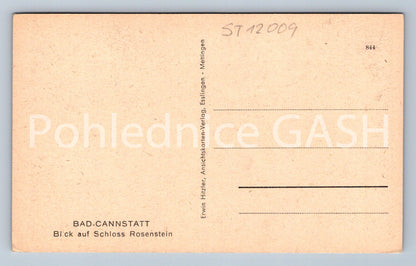 ST12009
844
Pohlednice GASH
Erwin Hitzler, Ansichtskarten-Verlag, Esslingen - Mettingen
BAD-CANNSTATT
Blick auf Schloss Rosenstein